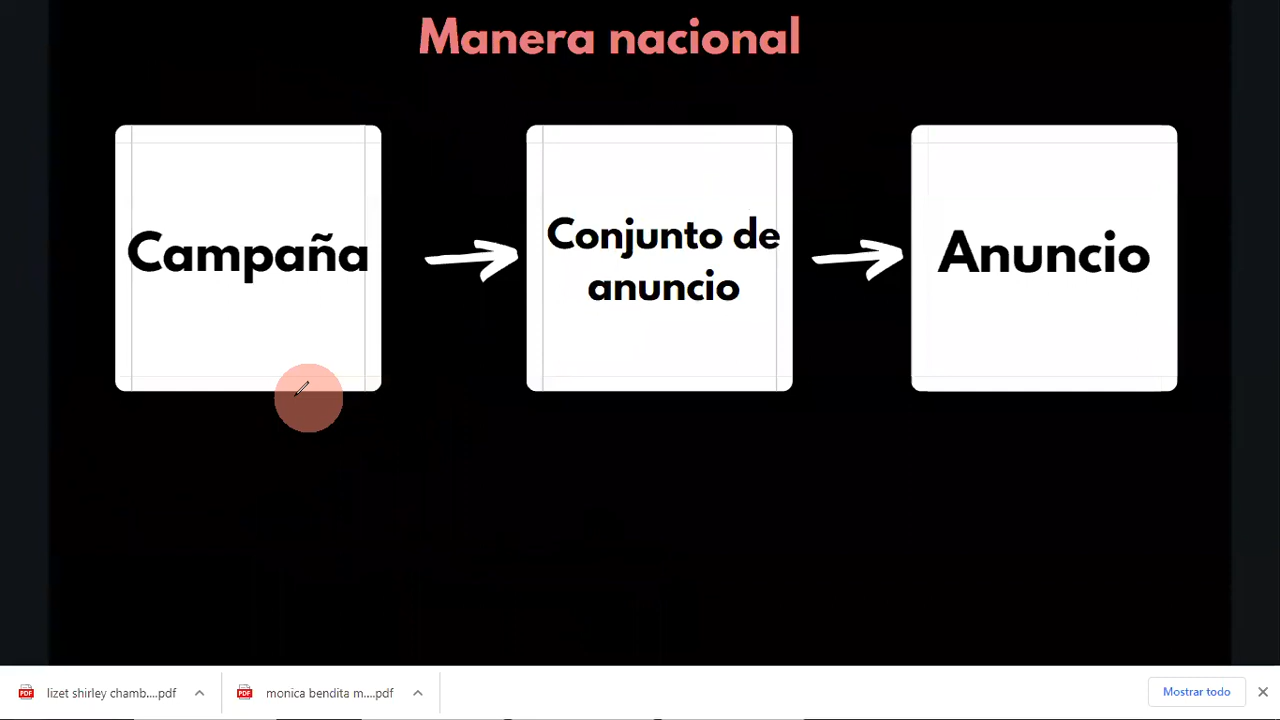 Manera nacional
Campaña
Conjunto de
anuncio
Anuncio
lizet shirley chamb....pdf
monica bendita m....pdf
Mostrar todo